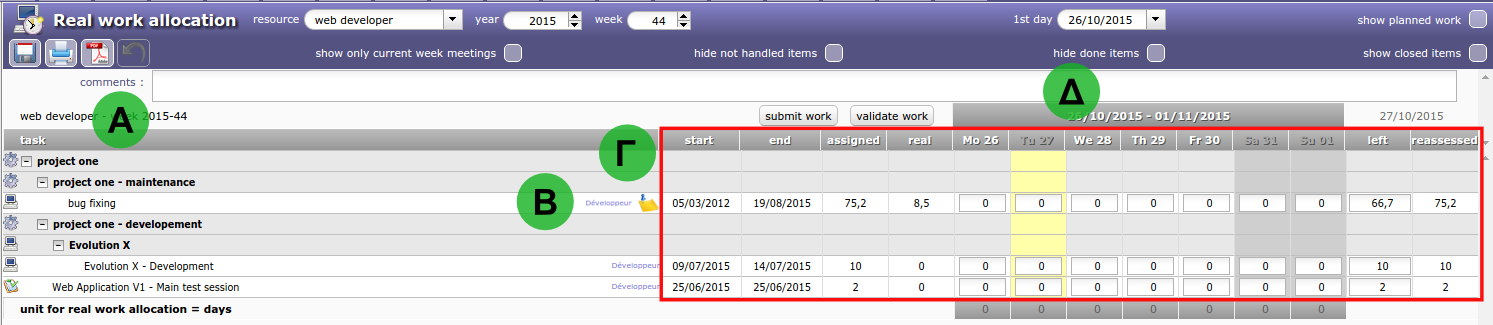 Real work allocation resource web developer year 2015 week 44 1st day 26/10/2015 show planned work
show only current week meetings hide not handled items hide done items show closed items
comments :
Δ
A
web developer - week 2015-44 submit work validate work 26/10/2015 - 01/11/2015 27/10/2015
task start end assigned real Mo 26 Tu 27 We 28 Th 29 Fr 30 Sa 31 Su 01 left reassessed
Γ
project one
project one - maintenance
B
bug fixing Développeur 05/03/2012 19/08/2015 75,2 8,5 0 0 0 0 0 0 0 66,7 75,2
project one - developement
Evolution X
Evolution X - Development Développeur 09/07/2015 14/07/2015 10 0 0 0 0 0 0 0 0 10 10
Web Application V1 - Main test session Développeur 25/06/2015 25/06/2015 2 0 0 0 0 0 0 0 0 2 2
unit for real work allocation = days 0 0 0 0 0 0 0